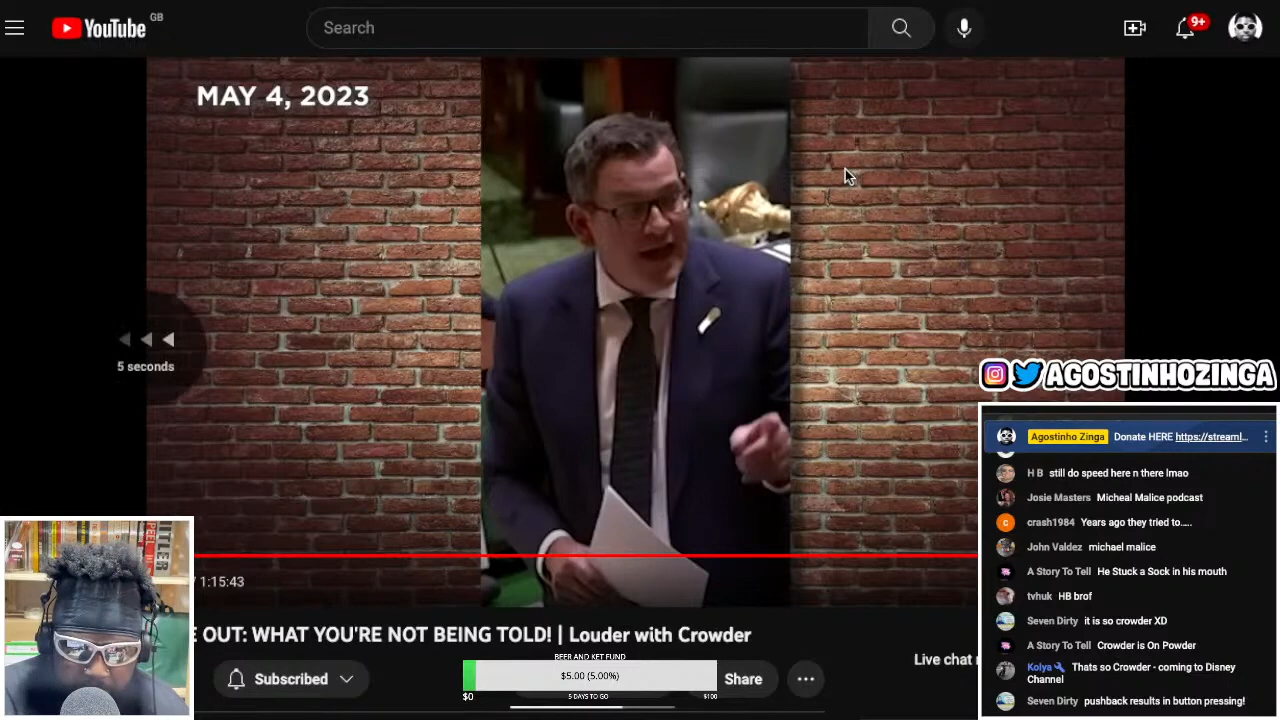 YouTube
GB
Search
9+
MAY 4, 2023
5 seconds
AGOSTINHOZINGA
Agostinho Zinga Donate HERE https://streaml...
H B still do speed here n there lmao
Josie Masters Micheal Malice podcast
crash1984 Years ago they tried to.....
John Valdez michael malice
A Story To Tell He Stuck a Sock in his mouth
tvhuk HB brof
Seven Dirty it is so crowder XD
A Story To Tell Crowder is On Powder
Kolya Thats so Crowder - coming to Disney
Channel
Seven Dirty pushback results in button pressing!
/ 1:15:43
E OUT: WHAT YOU'RE NOT BEING TOLD! | Louder with Crowder
Live chat
BEER AND KET FUND
Subscribed
$5.00 (5.00%)
Share
$0
5 DAYS TO GO
$100